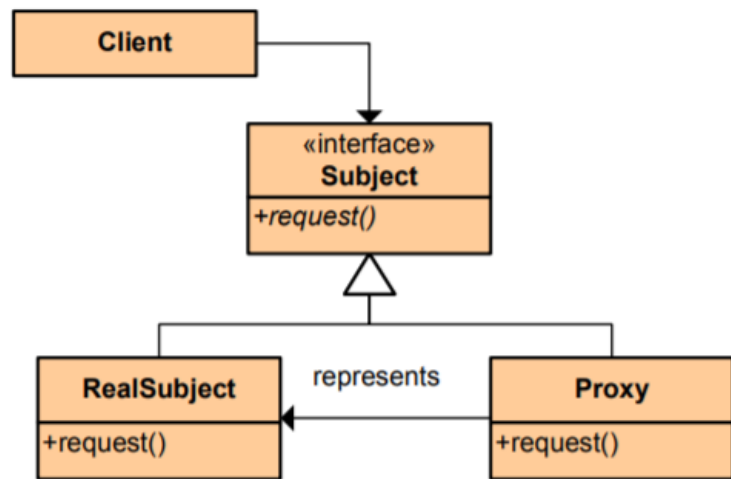 Client
«interface»
Subject
+request()
RealSubject
+request()
represents
Proxy
+request()